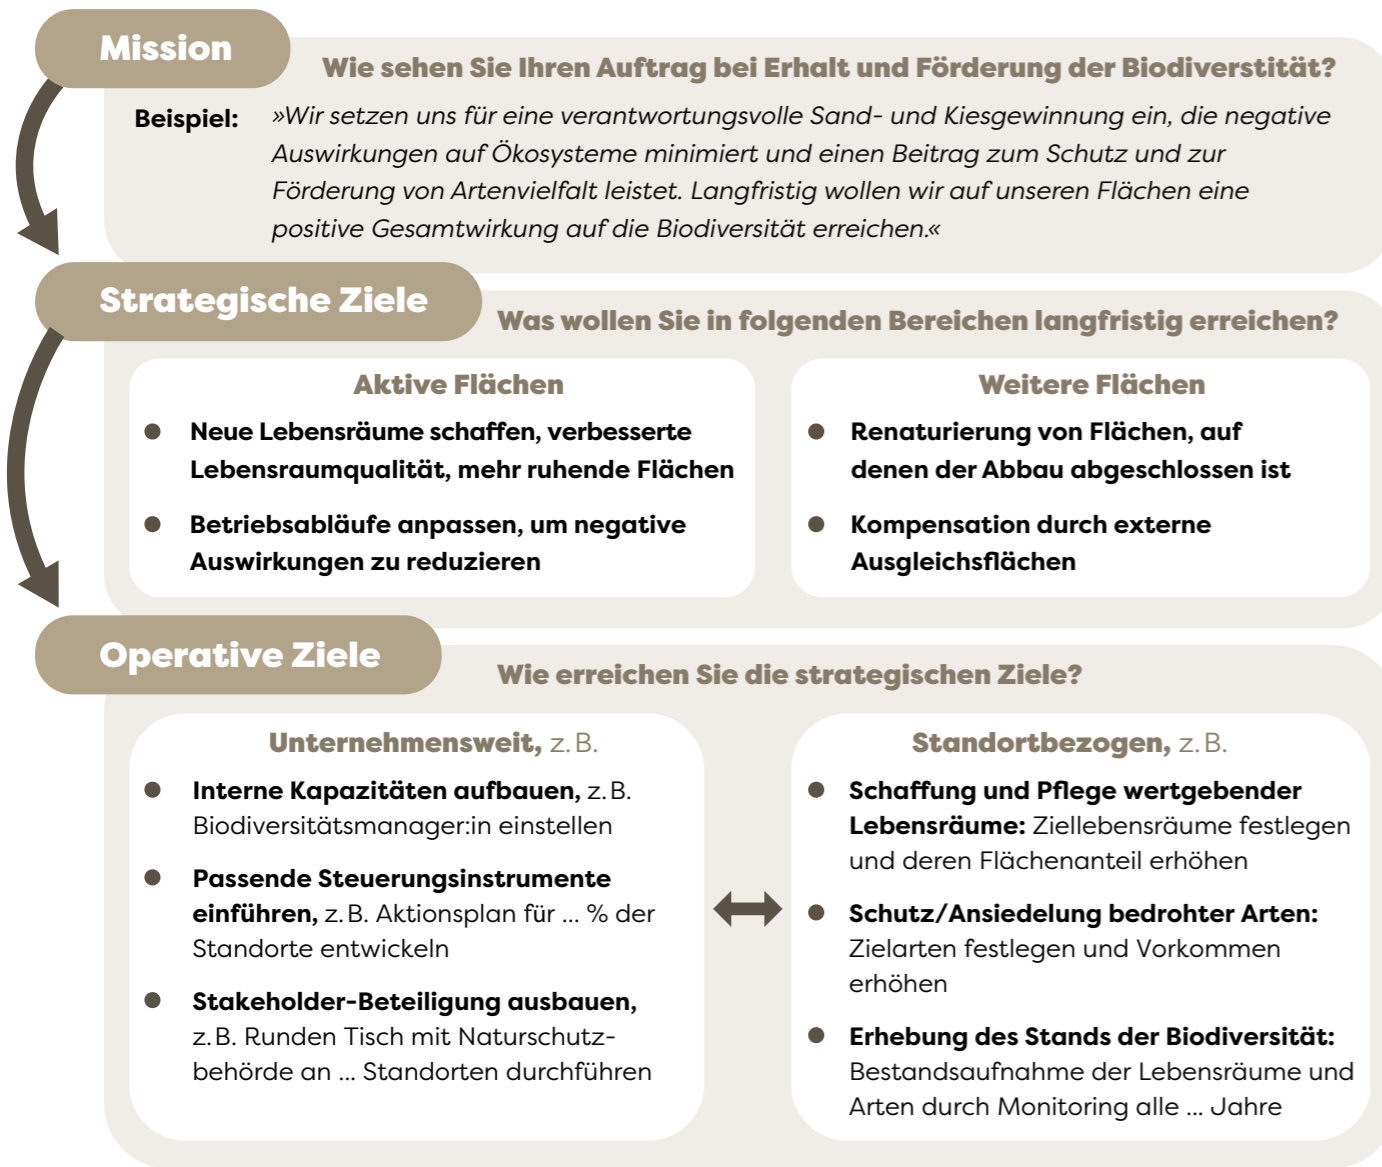 Mission
Wie sehen Sie Ihren Auftrag bei Erhalt und Förderung der Biodiverstität?
Beispiel: »Wir setzen uns für eine verantwortungsvolle Sand- und Kiesgewinnung ein, die negative
Auswirkungen auf Ökosysteme minimiert und einen Beitrag zum Schutz und zur
Förderung von Artenvielfalt leistet. Langfristig wollen wir auf unseren Flächen eine
positive Gesamtwirkung auf die Biodiversität erreichen.«
Strategische Ziele
Was wollen Sie in folgenden Bereichen langfristig erreichen?
Aktive Flächen
● Neue Lebensräume schaffen, verbesserte
Lebensraumqualität, mehr ruhende Flächen
● Betriebsabläufe anpassen, um negative
Auswirkungen zu reduzieren
Weitere Flächen
● Renaturierung von Flächen, auf
denen der Abbau abgeschlossen ist
● Kompensation durch externe
Ausgleichsflächen
Operative Ziele
Wie erreichen Sie die strategischen Ziele?
Unternehmensweit, z. B.
● Interne Kapazitäten aufbauen, z. B.
Biodiversitätsmanager:in einstellen
● Passende Steuerungsinstrumente
einführen, z. B. Aktionsplan für ... % der
Standorte entwickeln
● Stakeholder-Beteiligung ausbauen,
z. B. Runden Tisch mit Naturschutz-
behörde an ... Standorten durchführen
Standortbezogen, z. B.
● Schaffung und Pflege wertgebender
Lebensräume: Ziellebensräume festlegen
und deren Flächenanteil erhöhen
● Schutz/Ansiedelung bedrohter Arten:
Zielarten festlegen und Vorkommen
erhöhen
● Erhebung des Stands der Biodiversität:
Bestandsaufnahme der Lebensräume und
Arten durch Monitoring alle ... Jahre